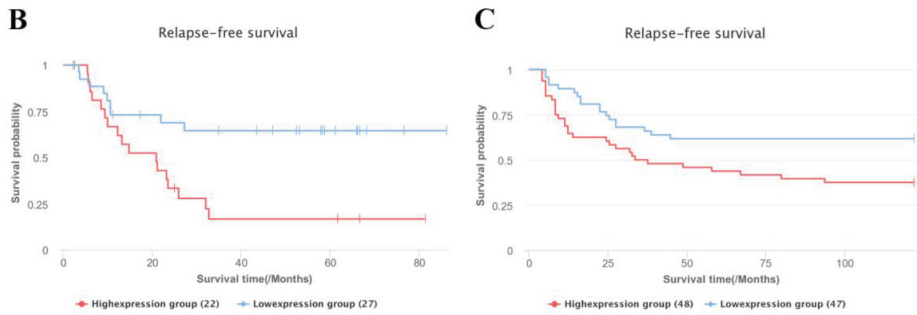 B
Relapse-free survival
1
0.75
0.5
0.25
0
Survival probability
0 20 40 60 80
Survival time(/Months)
Highexpression group (22) Lowexpression group (27)
C
Relapse-free survival
1
0.75
0.5
0.25
0
Survival probability
0 25 50 75 100
Survival time(/Months)
Highexpression group (48) Lowexpression group (47)